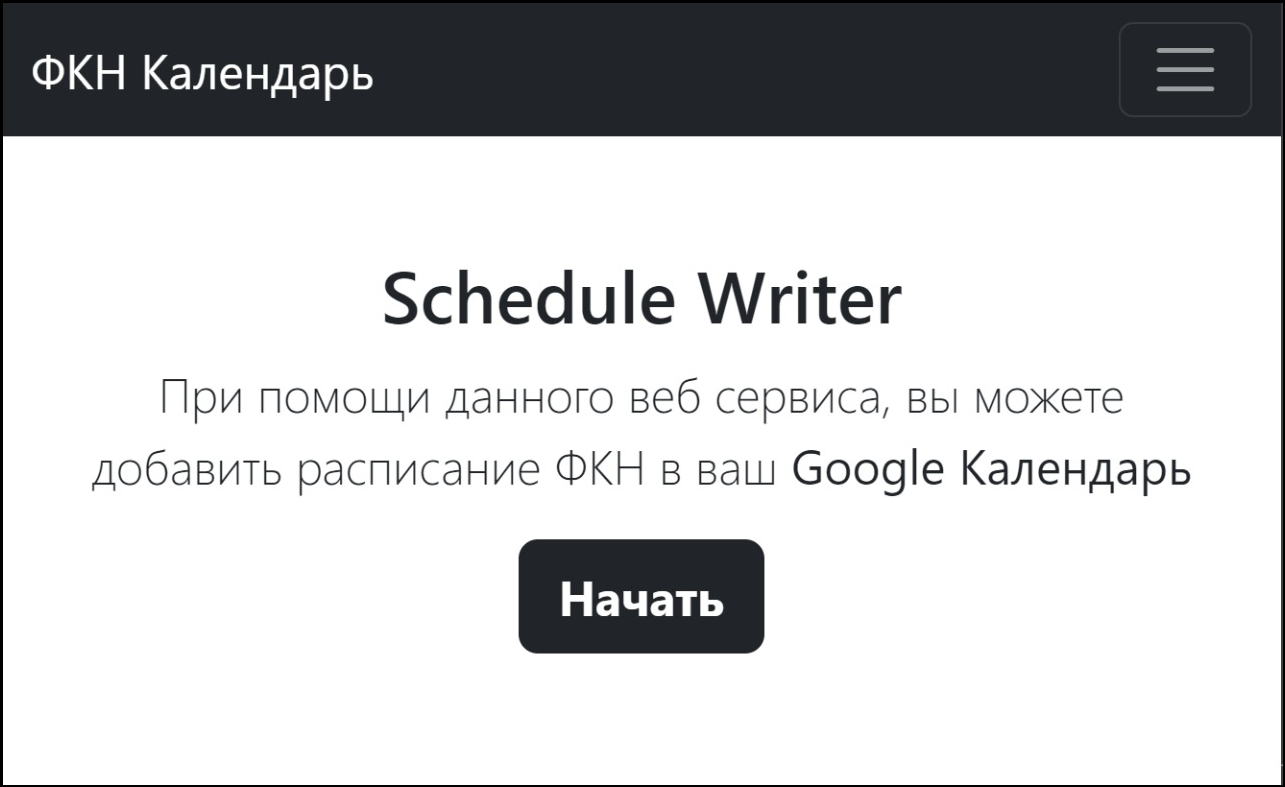 ФКН Календарь
Schedule Writer
При помощи данного веб сервиса, вы можете
добавить расписание ФКН в ваш Google Календарь
Начать